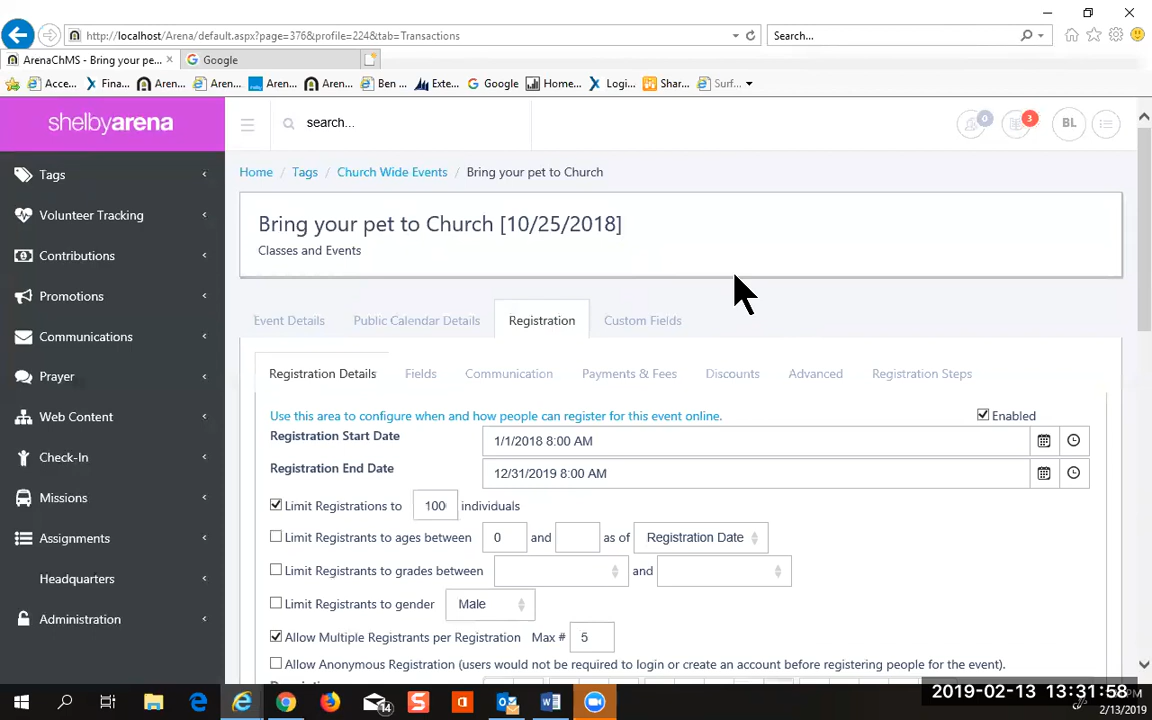 http://localhost/Arena/default.aspx?page=376&profile=224&tab=Transactions
Search...
ArenaChMS - Bring your pe...
Google
Acce...
Fina...
Aren...
Aren...
Aren...
Aren...
Ben ...
Exte...
Google
Home...
Logi...
Shar...
Surf...
shelbyarena
search...
0
3
BL
Tags
Volunteer Tracking
Contributions
Promotions
Communications
Prayer
Web Content
Check-In
Missions
Assignments
Headquarters
Administration
Home / Tags / Church Wide Events / Bring your pet to Church
Bring your pet to Church [10/25/2018]
Classes and Events
Event Details Public Calendar Details Registration Custom Fields
Registration Details Fields Communication Payments & Fees Discounts Advanced Registration Steps
Use this area to configure when and how people can register for this event online.
Enabled
Registration Start Date 1/1/2018 8:00 AM
Registration End Date 12/31/2019 8:00 AM
Limit Registrations to 100 individuals
Limit Registrants to ages between 0 and as of Registration Date
Limit Registrants to grades between and
Limit Registrants to gender Male
Allow Multiple Registrants per Registration Max # 5
Allow Anonymous Registration (users would not be required to login or create an account before registering people for the event).
14
2019-02-13 13:31:58
2/13/2019